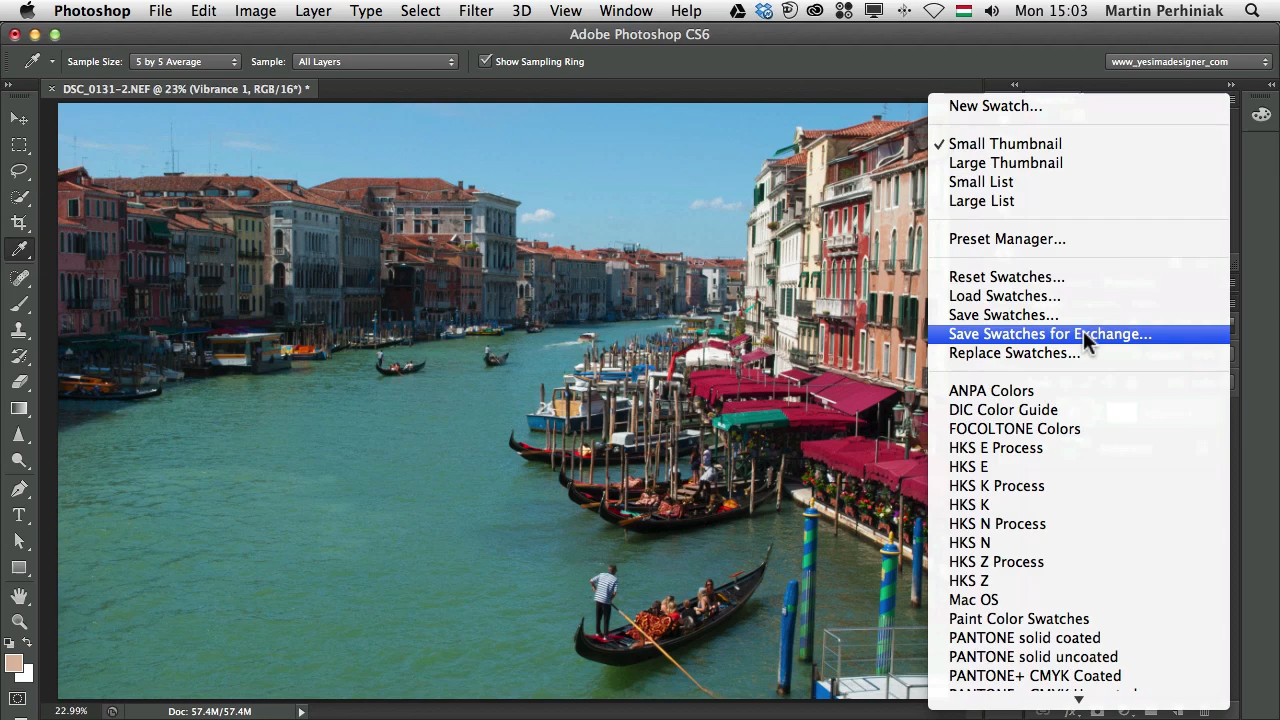 Photoshop File Edit Image Layer Type Select Filter 3D View Window Help Mon 15:03 Martin Perhiniak
Adobe Photoshop CS6
Sample Size: 5 by 5 Average Sample: All Layers Show Sampling Ring www_yesimadesigner_com
DSC_0131-2.NEF @ 23% (Vibrance 1, RGB/16*) *
New Swatch...
Small Thumbnail
Large Thumbnail
Small List
Large List
Preset Manager...
Reset Swatches...
Load Swatches...
Save Swatches...
Save Swatches for Exchange...
Replace Swatches...
ANPA Colors
DIC Color Guide
FOCOLTONE Colors
HKS E Process
HKS E
HKS K Process
HKS K
HKS N Process
HKS N
HKS Z Process
HKS Z
Mac OS
Paint Color Swatches
PANTONE solid coated
PANTONE solid uncoated
PANTONE+ CMYK Coated
22.99% Doc: 57.4M/57.4M